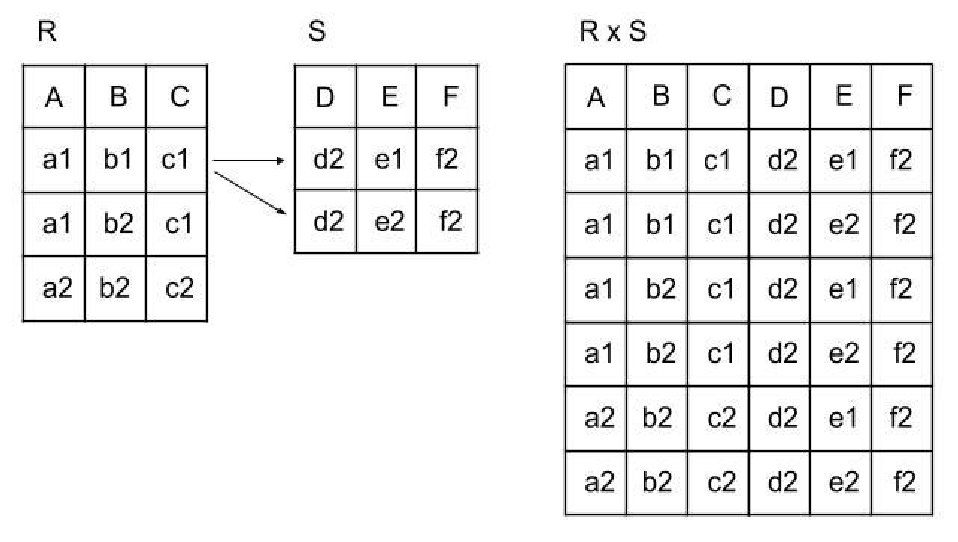 R S R x S
A B C D E F A B C D E F
a1 b1 c1 d2 e1 f2 a1 b1 c1 d2 e1 f2
a1 b2 c1 d2 e2 f2 a1 b1 c1 d2 e2 f2
a2 b2 c2 a1 b2 c1 d2 e1 f2
a1 b2 c1 d2 e2 f2
a2 b2 c2 d2 e1 f2
a2 b2 c2 d2 e2 f2